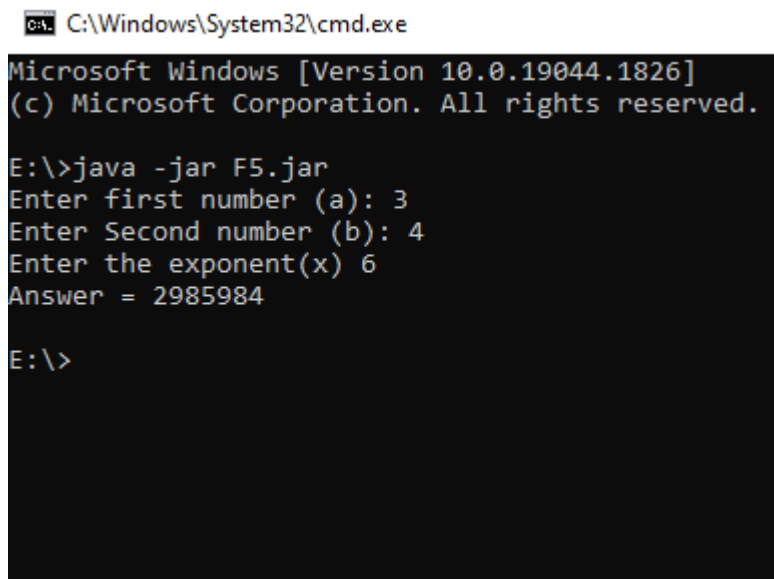 C:\Windows\System32\cmd.exe
Microsoft Windows [Version 10.0.19044.1826]
(c) Microsoft Corporation. All rights reserved.
E:\>java -jar F5.jar
Enter first number (a): 3
Enter Second number (b): 4
Enter the exponent(x) 6
Answer = 2985984
E:\>